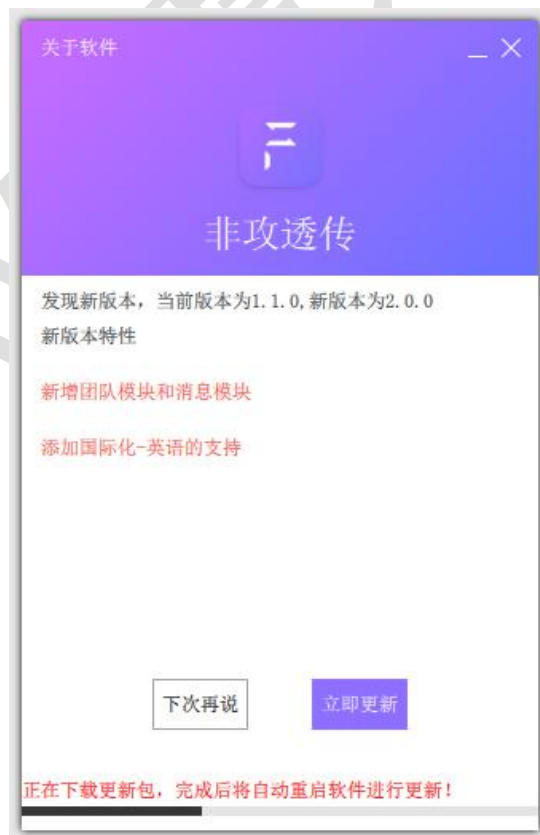 关于软件
非攻透传
发现新版本，当前版本为1.1.0,新版本为2.0.0
新版本特性
新增团队模块和消息模块
添加国际化-英语的支持
下次再说
立即更新
正在下载更新包，完成后将自动重启软件进行更新！